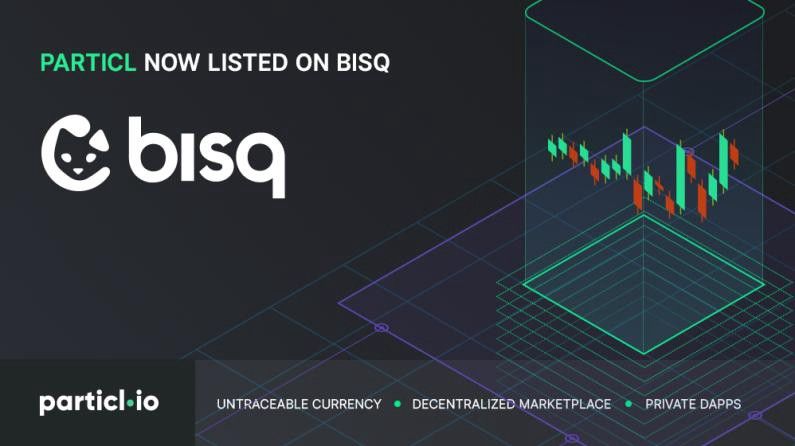 PARTICL NOW LISTED ON BISQ
bisq
particl.io
UNTRACEABLE CURRENCY • DECENTRALIZED MARKETPLACE • PRIVATE DAPPS